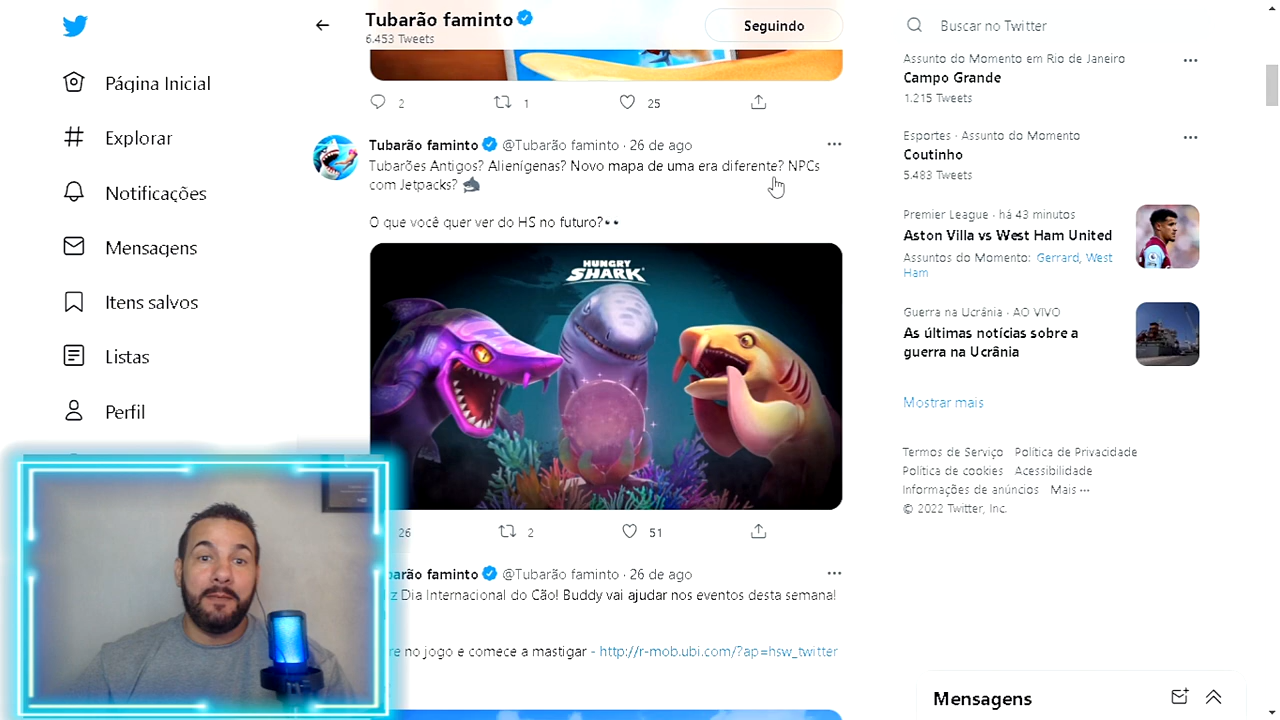 Tubarão faminto
6.453 Tweets
Seguindo
Buscar no Twitter
Página Inicial
Explorar
Notificações
Mensagens
Itens salvos
Listas
Perfil
2
1
25
Tubarão faminto @Tubarão faminto · 26 de ago
Tubarões Antigos? Alienígenas? Novo mapa de uma era diferente? NPCs
com Jetpacks? 🦈
O que você quer ver do HS no futuro?👀
HUNGRY
SHARK
26
2
51
barão faminto @Tubarão faminto · 26 de ago
z Dia Internacional do Cão! Buddy vai ajudar nos eventos desta semana!
re no jogo e comece a mastigar - http://r-mob.ubi.com/?ap=hsw_twitter
Assunto do Momento em Rio de Janeiro
Campo Grande
1.215 Tweets
Esportes · Assunto do Momento
Coutinho
5.483 Tweets
Premier League · há 43 minutos
Aston Villa vs West Ham United
Assuntos do Momento: Gerrard, West
Ham
Guerra na Ucrânia · AO VIVO
As últimas notícias sobre a
guerra na Ucrânia
Mostrar mais
Termos de Serviço Política de Privacidade
Política de cookies Acessibilidade
Informações de anúncios Mais ···
© 2022 Twitter, Inc.
Mensagens